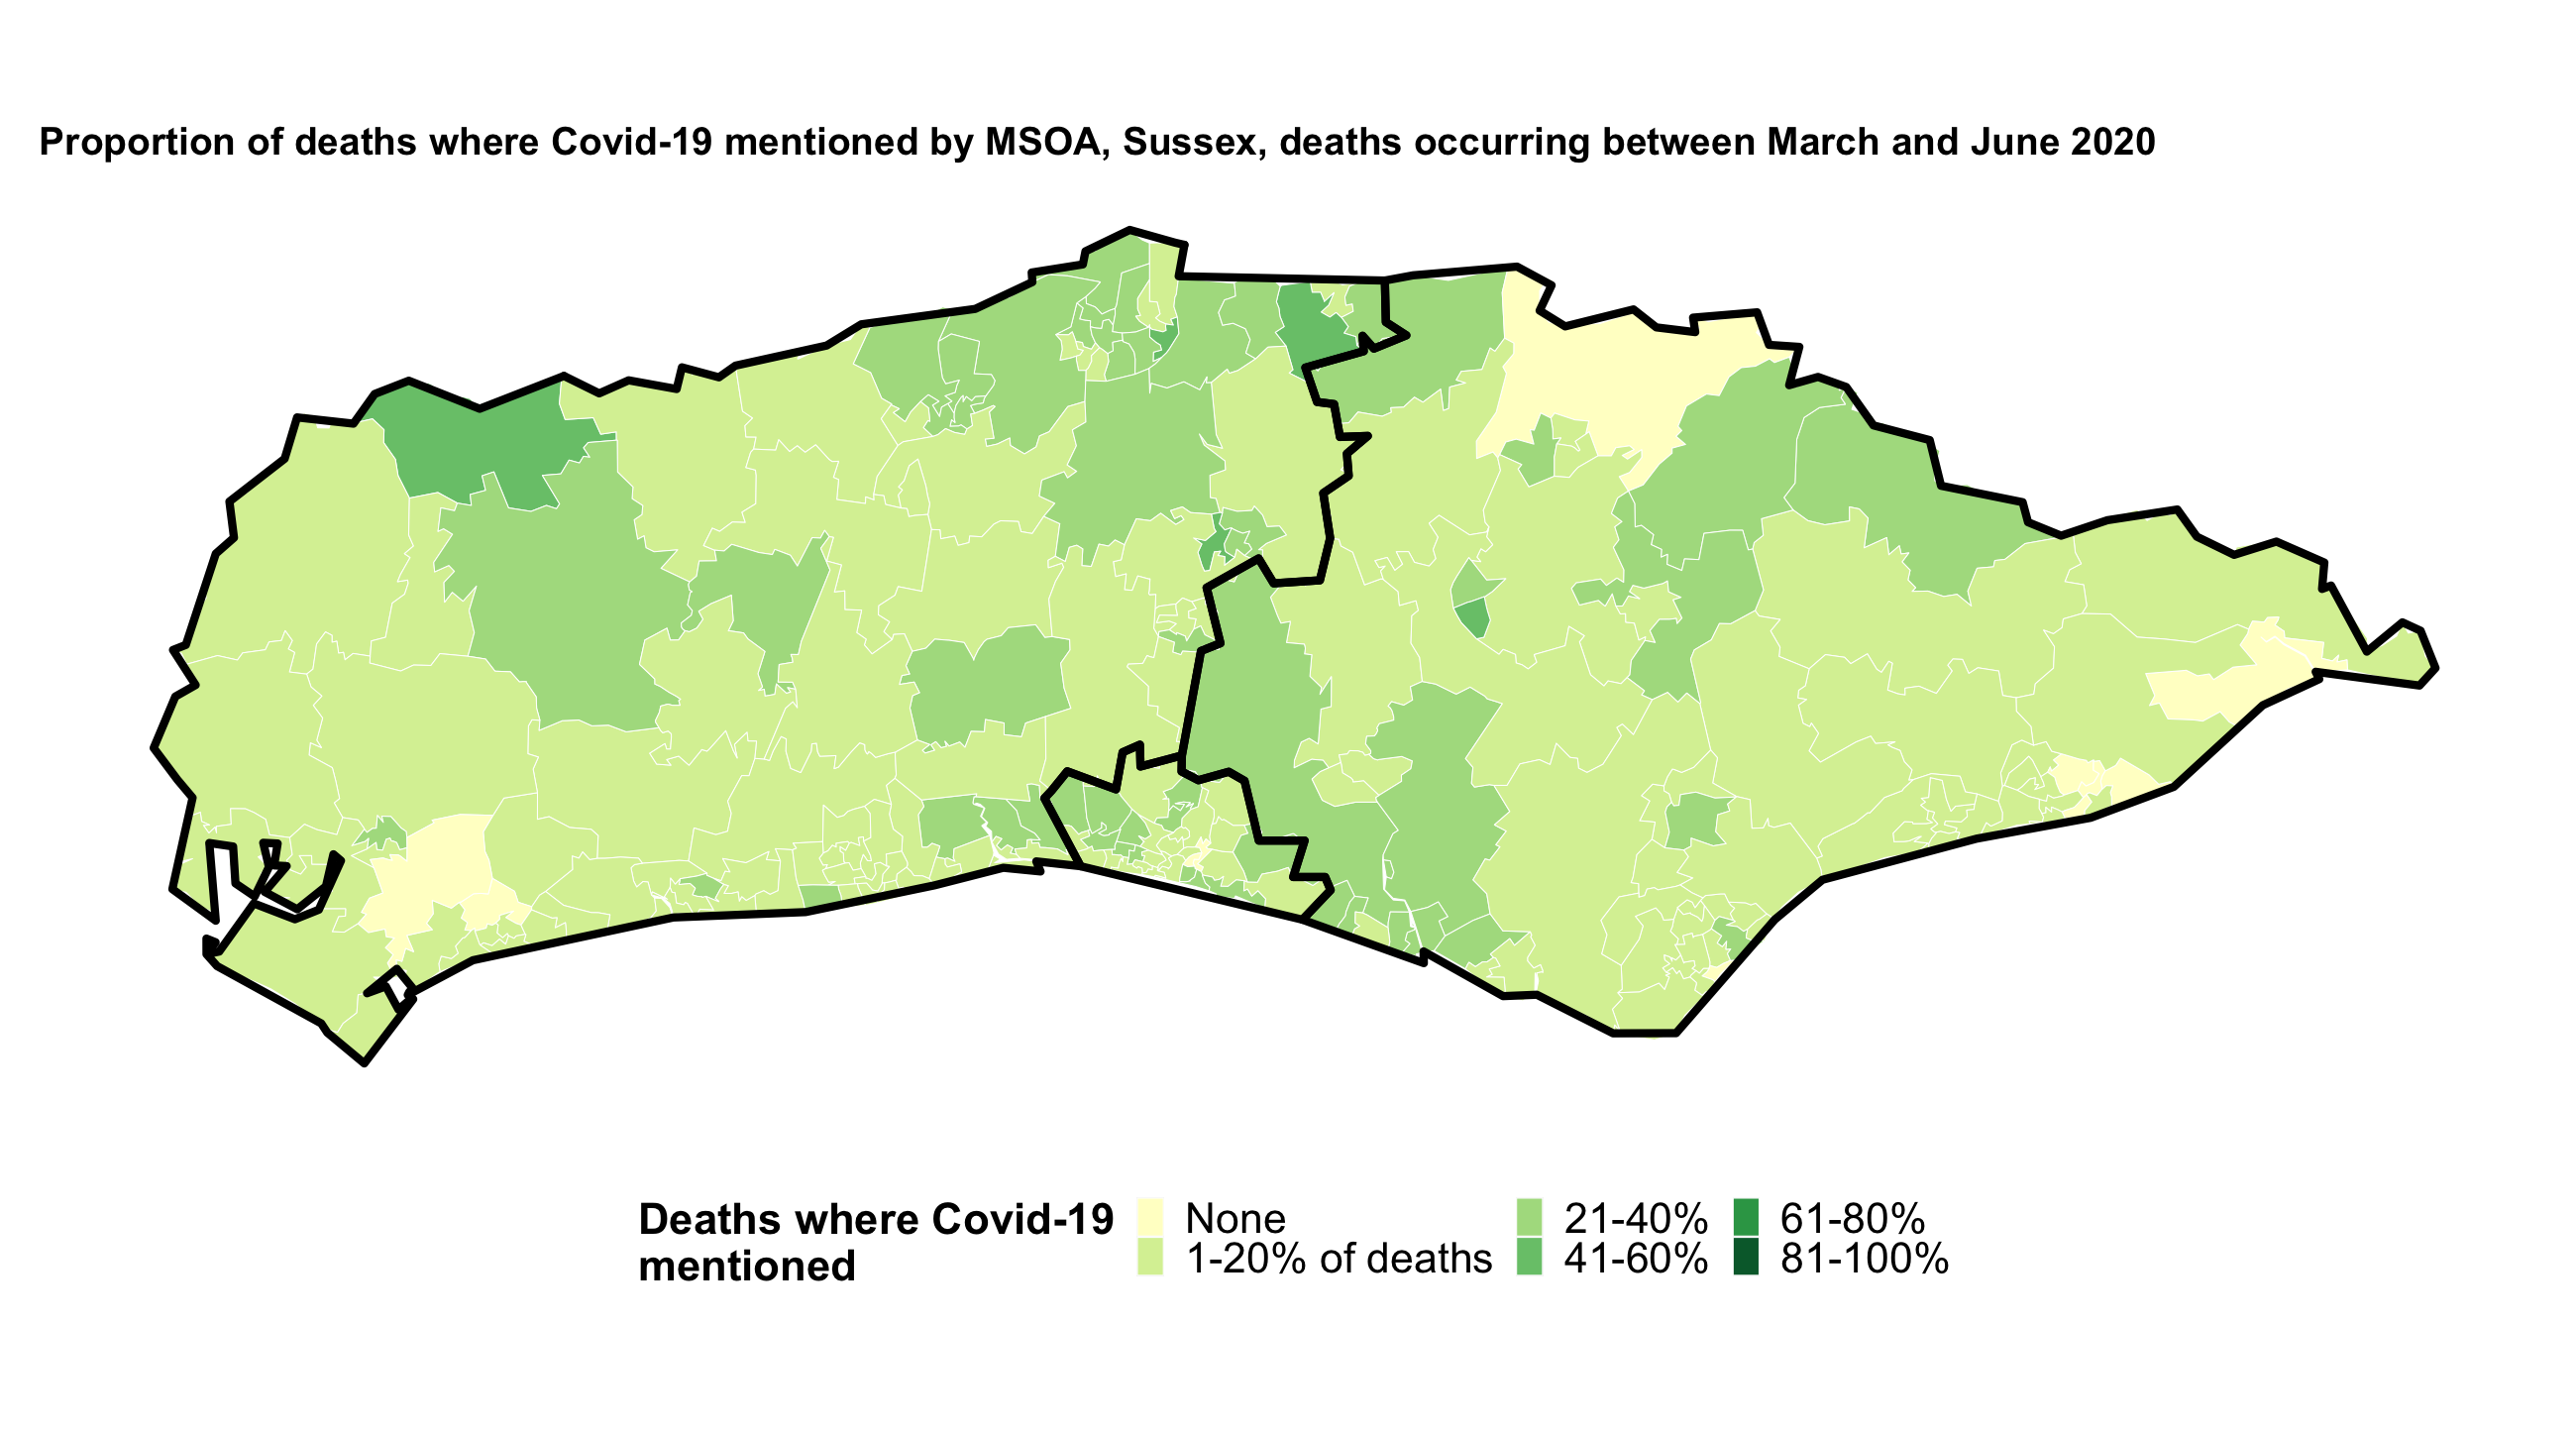 Proportion of deaths where Covid-19 mentioned by MSOA, Sussex, deaths occurring between March and June 2020
Deaths where Covid-19
mentioned
None
1-20% of deaths
21-40%
41-60%
61-80%
81-100%